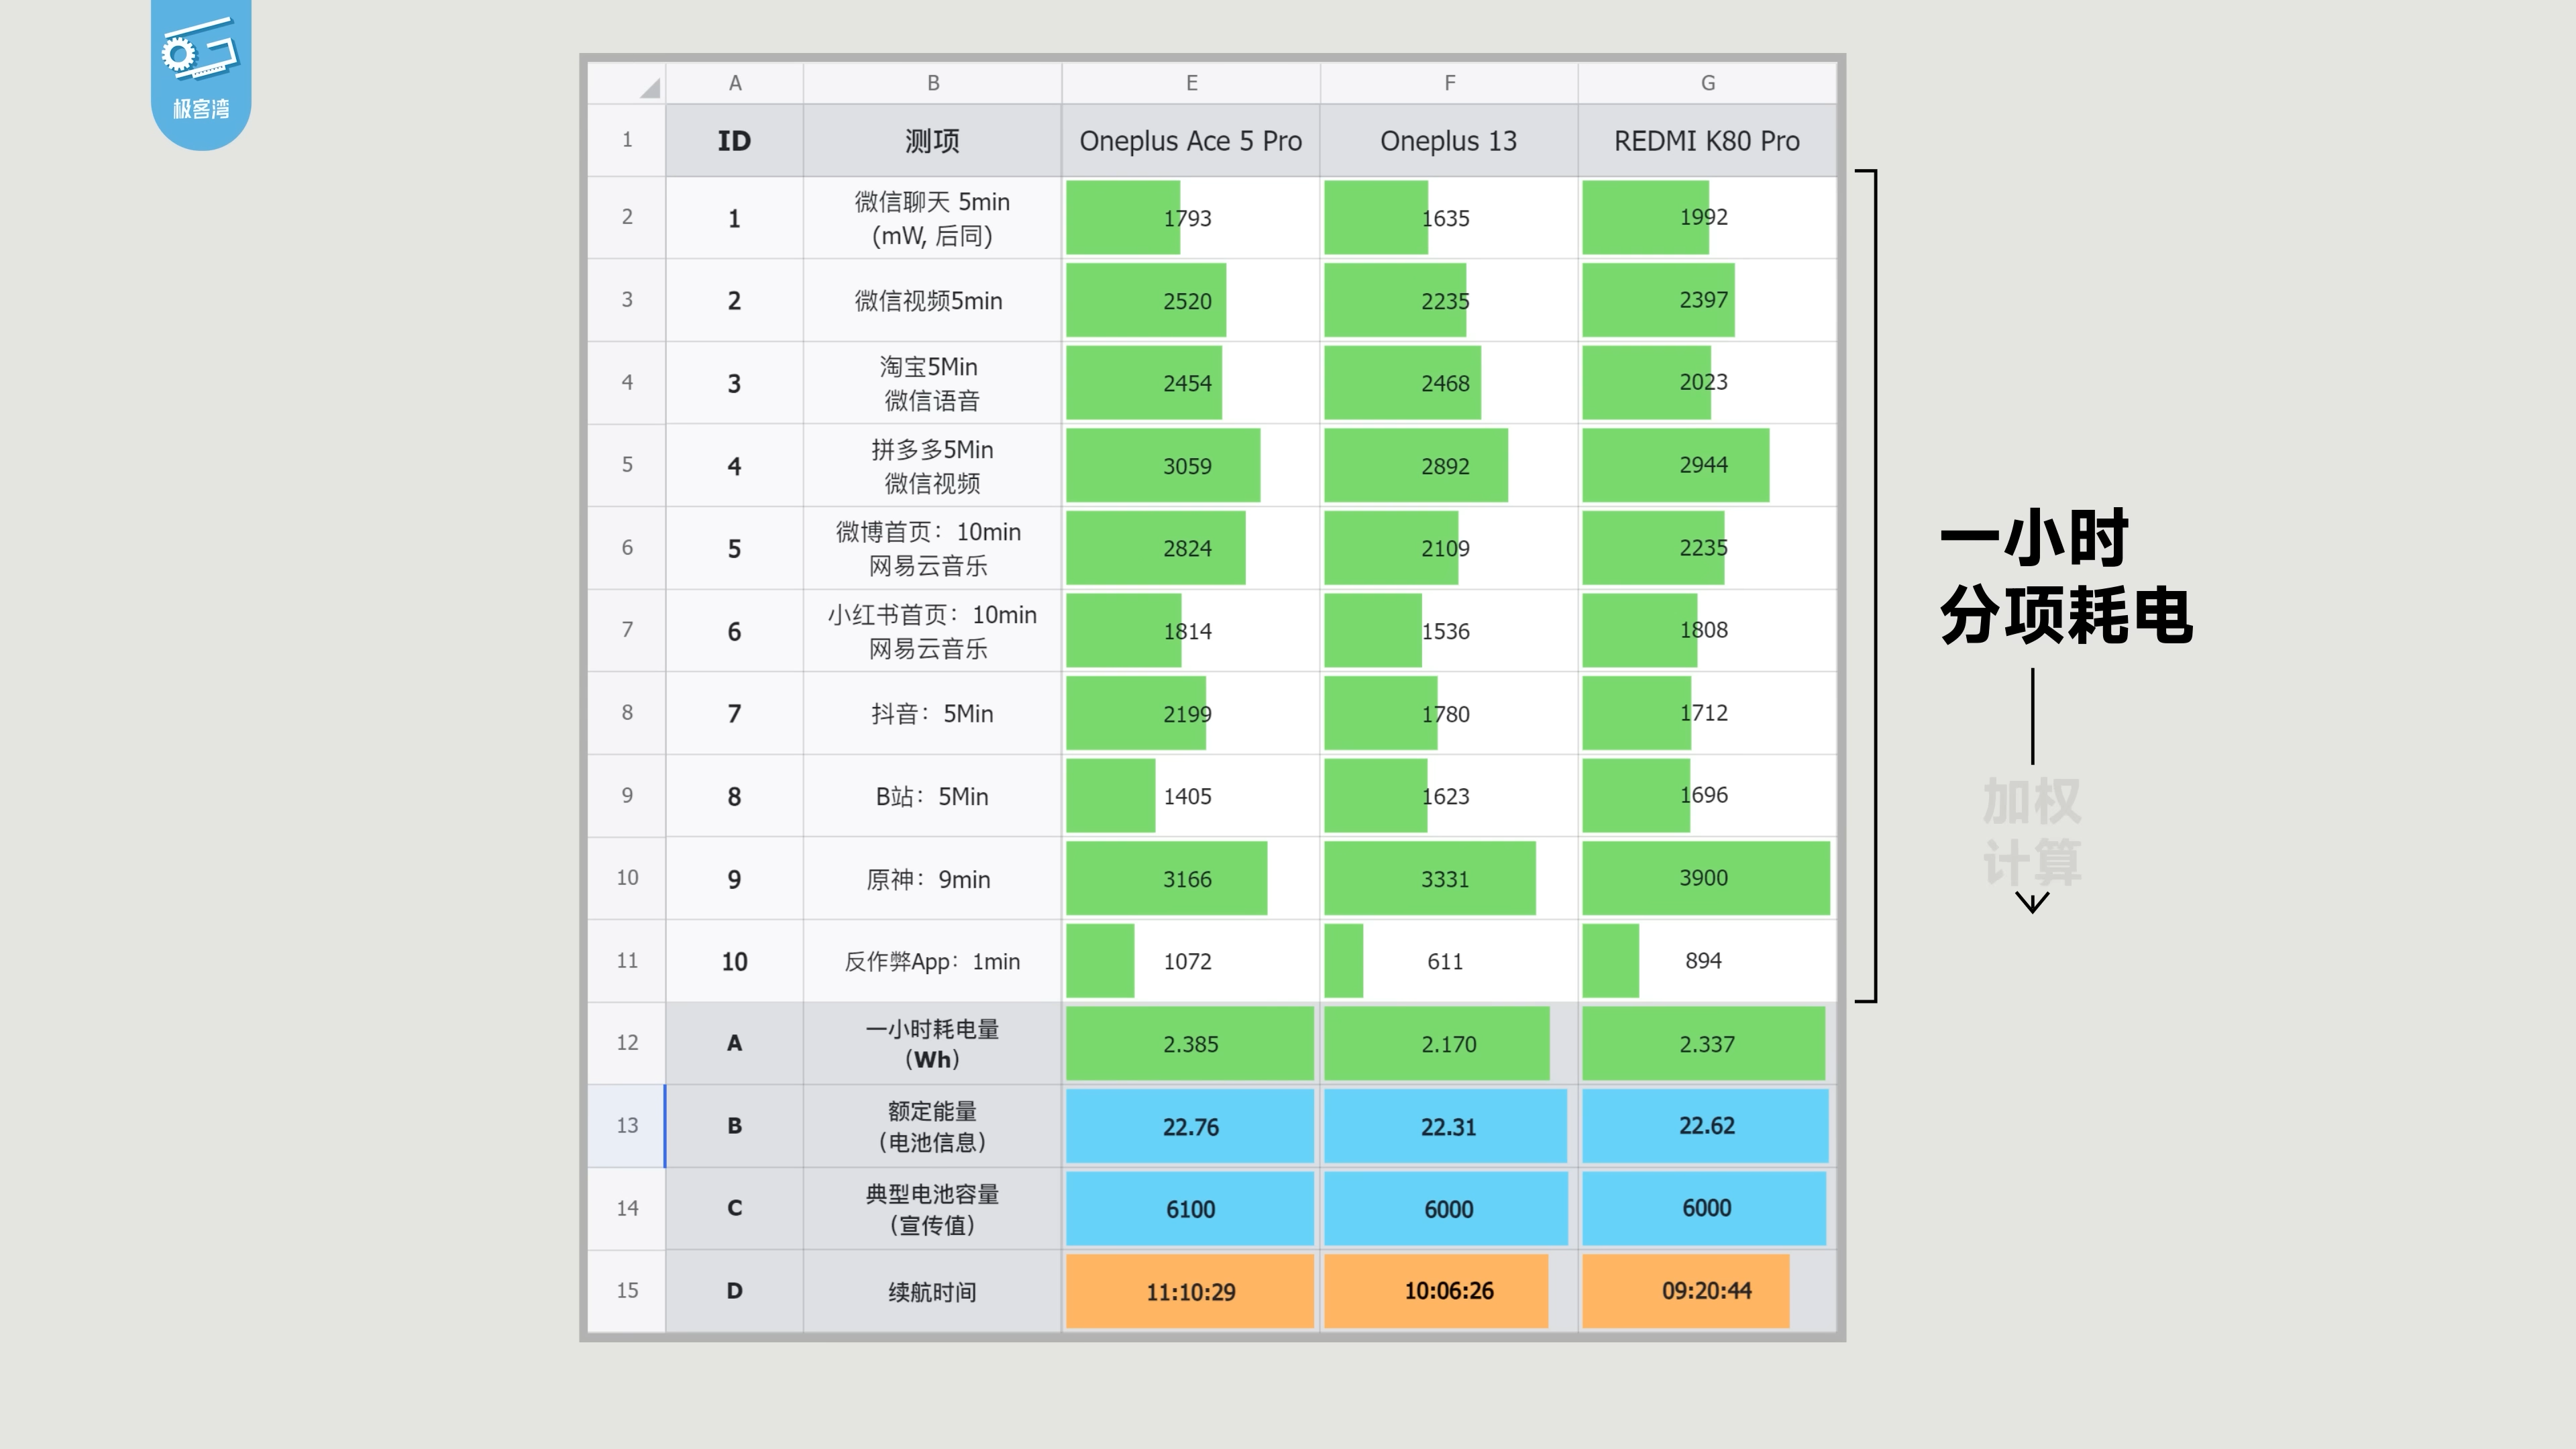 极客湾
A B E F G
1 ID 测项 Oneplus Ace 5 Pro Oneplus 13 REDMI K80 Pro
2 1 微信聊天 5min 1793 1635 1992
(mW, 后同)
3 2 微信视频5min 2520 2235 2397
4 3 淘宝5Min 2454 2468 2023
微信语音
5 4 拼多多5Min 3059 2892 2944
微信视频
6 5 微博首页：10min 2824 2109 2235
网易云音乐
7 6 小红书首页：10min 1814 1536 1808
网易云音乐
8 7 抖音：5Min 2199 1780 1712
9 8 B站：5Min 1405 1623 1696
10 9 原神：9min 3166 3331 3900
11 10 反作弊App：1min 1072 611 894
12 A 一小时耗电量 2.385 2.170 2.337
（Wh）
13 B 额定能量 22.76 22.31 22.62
（电池信息）
14 C 典型电池容量 6100 6000 6000
（宣传值）
15 D 续航时间 11:10:29 10:06:26 09:20:44
一小时
分项耗电
加权
计算